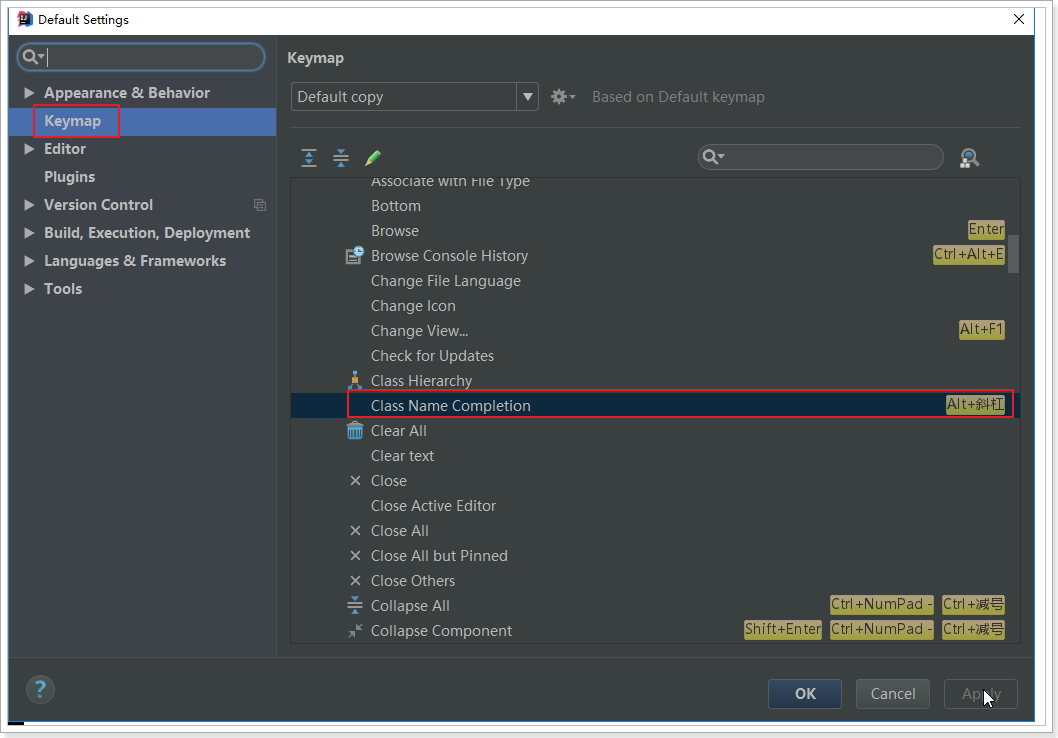 Default Settings
Appearance & Behavior
Keymap
Editor
Plugins
Version Control
Build, Execution, Deployment
Languages & Frameworks
Tools
Keymap
Default copy
Based on Default keymap
Associate with File Type
Bottom
Browse Enter
Browse Console History Ctrl+Alt+E
Change File Language
Change Icon
Change View... Alt+F1
Check for Updates
Class Hierarchy
Class Name Completion Alt+斜杠
Clear All
Clear text
Close
Close Active Editor
Close All
Close All but Pinned
Close Others
Collapse All Ctrl+NumPad - Ctrl+减号
Collapse Component Shift+Enter Ctrl+NumPad - Ctrl+减号
?
OK Cancel Apply